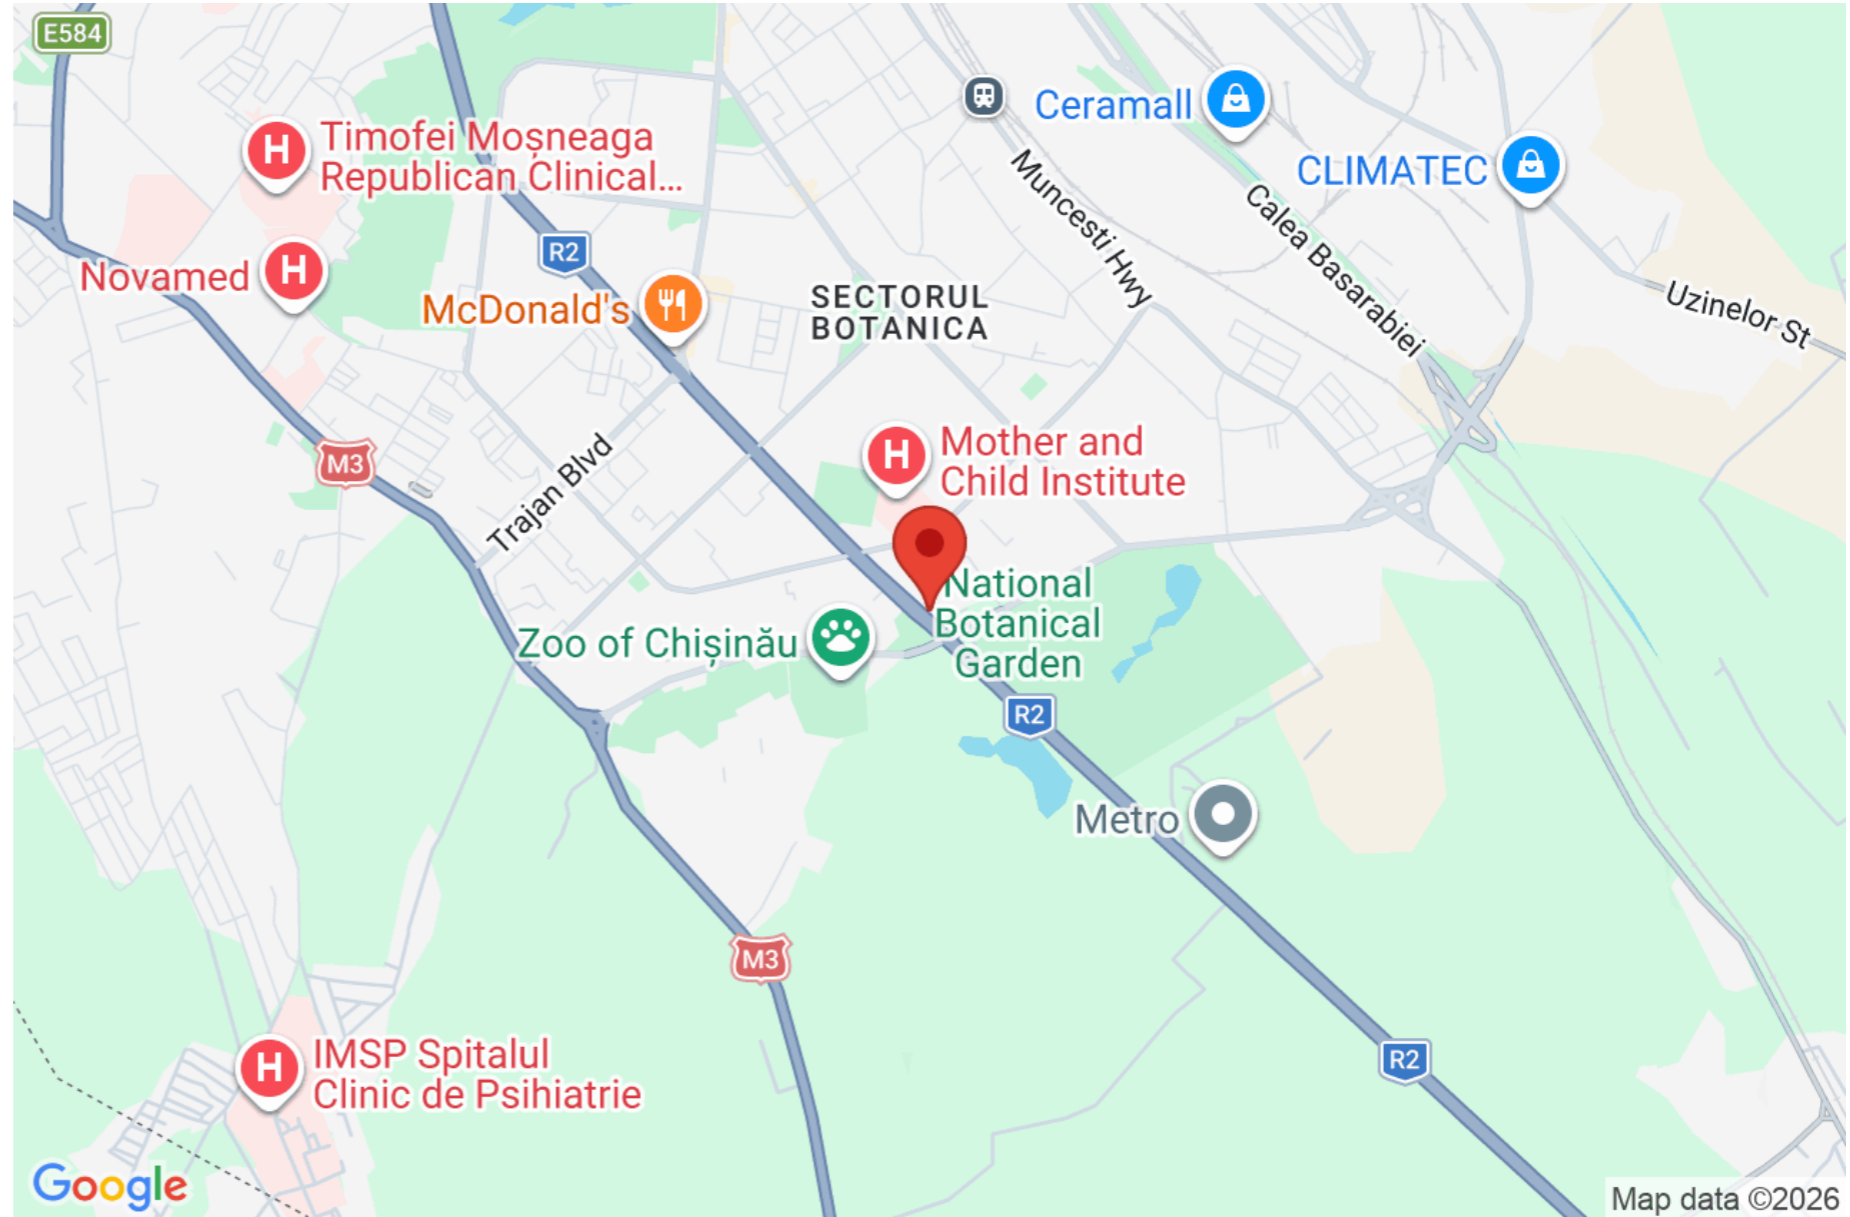 E584
Timofei Moșneaga
Republican Clinical...
Ceramall
CLIMATEC
Muncesti Hwy
Calea Basarabiei
Uzinelor St
Novamed
R2
McDonald's
SECTORUL
BOTANICA
M3
Trajan Blvd
Mother and
Child Institute
National
Botanical
Garden
Zoo of Chișinău
R2
Metro
M3
R2
IMSP Spitalul
Clinic de Psihiatrie
Google
Map data ©2026